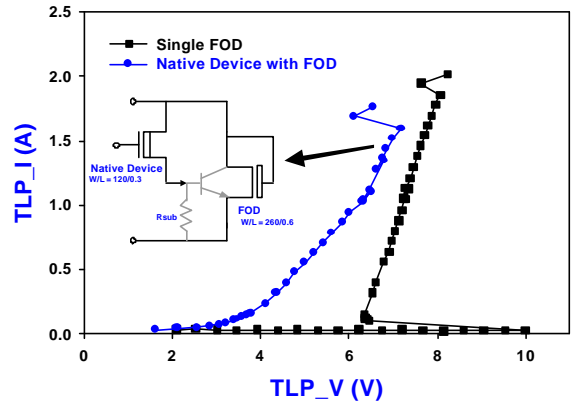 2.5
2.0
1.5
1.0
0.5
0.0
TLP_I (A)
Single FOD
Native Device with FOD
Native Device
W/L = 120/0.3
Rsub
FOD
W/L = 260/0.6
0 2 4 6 8 10
TLP_V (V)